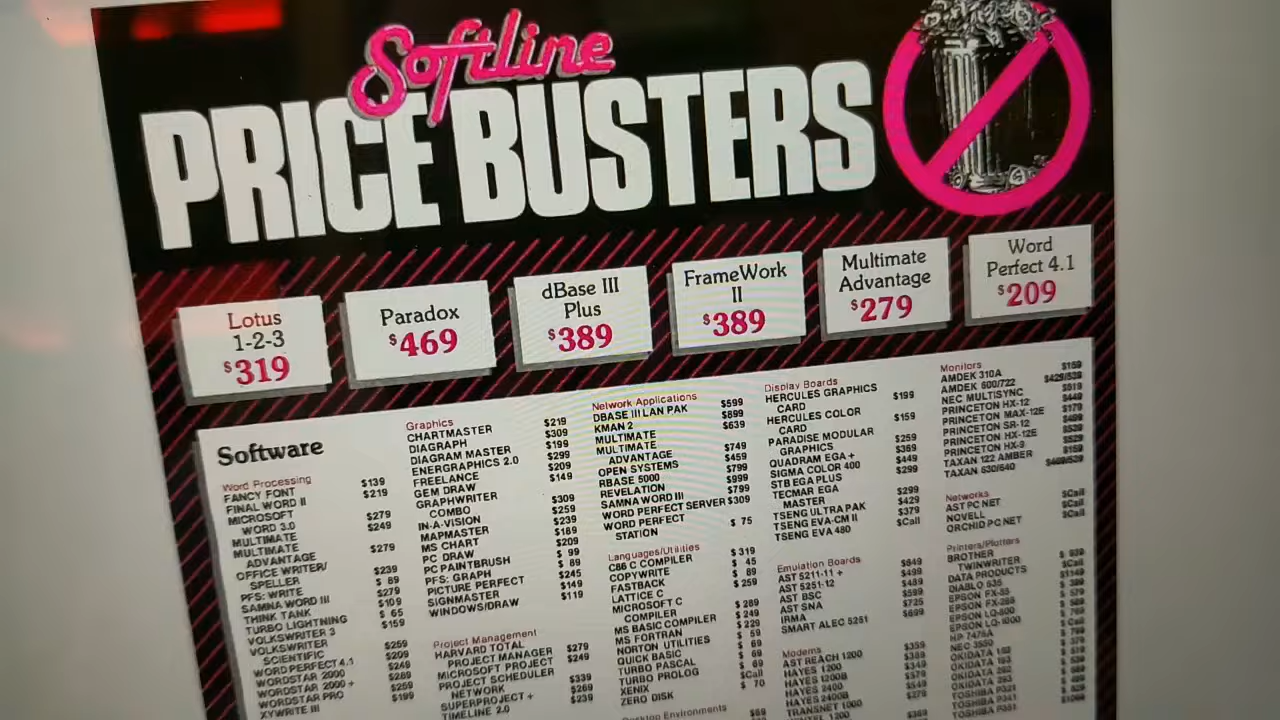 Softline
PRICE BUSTERS
Lotus
1-2-3
$319
Paradox
$469
dBase III
Plus
$389
FrameWork
II
$389
Multimate
Advantage
$279
Word
Perfect 4.1
$209
Software
Word Processing
FANCY FONT $139
FINAL WORD II $219
MICROSOFT
WORD 3.0 $279
MULTIMATE $249
MULTIMATE
ADVANTAGE $279
OFFICE WRITER/
SPELLER $239
PFS: WRITE $ 89
SAMNA WORD III $279
THINK TANK $109
TURBO LIGHTNING $ 65
VOLKSWRITER 3 $159
VOLKSWRITER
SCIENTIFIC $259
WORD PERFECT 4.1 $209
WORDSTAR 2000 $249
WORDSTAR 2000 + $289
WORDSTAR PRO $259
XYWRITE III $199
Graphics
CHARTMASTER $219
DIAGRAPH $309
DIAGRAM MASTER $199
ENERGRAPHICS 2.0 $299
FREELANCE $209
GEM DRAW $149
GRAPHWRITER
COMBO $309
IN-A-VISION $259
MAPMASTER $239
MS CHART $189
PC DRAW $209
PC PAINTBRUSH $ 99
PFS: GRAPH $ 89
PICTURE PERFECT $245
SIGNMASTER $149
WINDOWS/DRAW $119
Project Management
HARVARD TOTAL
PROJECT MANAGER $279
MICROSOFT PROJECT $249
PROJECT SCHEDULER
NETWORK $339
SUPERPROJECT + $269
TIMELINE 2.0 $239
Network Applications
DBASE III LAN PAK $599
KMAN 2 $899
MULTIMATE $639
MULTIMATE
ADVANTAGE $749
OPEN SYSTEMS $459
RBASE 5000 $799
REVELATION $999
SAMNA WORD III $799
WORD PERFECT SERVER $309
WORD PERFECT
STATION $ 75
Languages/Utilities
C86 C COMPILER $319
COPYWRITE $ 45
FASTBACK $ 89
LATTICE C $259
MICROSOFT C
COMPILER $289
MS BASIC COMPILER $249
MS FORTRAN $229
NORTON UTILITIES $ 59
QUICK BASIC $ 69
TURBO PASCAL $ 69
TURBO PROLOG $ 69
XENIX $Call
ZERO DISK $ 70
Desktop Environments
Display Boards
HERCULES GRAPHICS
CARD $199
HERCULES COLOR
CARD $159
PARADISE MODULAR
GRAPHICS $259
QUADRAM EGA + $369
SIGMA COLOR 400 $449
STB EGA PLUS $299
TECMAR EGA
MASTER $299
TSENG ULTRA PAK $429
TSENG EVA-CM II $379
TSENG EVA 480 $Call
Emulation Boards
AST 5211-11 + $649
AST 5251-12 $499
AST BSC $599
AST SNA $725
IRMA $699
SMART ALEC 5251
Modems
AST REACH 1200 $359
HAYES 1200
HAYES 1200B
HAYES 2400
HAYES 2400B
TRANSNET 1000
Monitors
AMDEK 310A $159
AMDEK 600/722
NEC MULTISYNC
PRINCETON HX-12
PRINCETON MAX-12E $179
PRINCETON SR-12
PRINCETON HX-12E
PRINCETON HX-9
TAXAN 122 AMBER
TAXAN 630/640
Networks
AST PC NET $Call
NOVELL $Call
ORCHID PC NET $Call
Printers/Plotters
BROTHER
TWINWRITER
DATA PRODUCTS $Call
DIABLO 635
EPSON FX-85
EPSON FX-286
EPSON LQ-800
EPSON LQ-1000
HP 7475A
NEC 3550
OKIDATA 192
OKIDATA 193
OKIDATA 292
OKIDATA 293
TOSHIBA P321
TOSHIBA P341
TOSHIBA P351